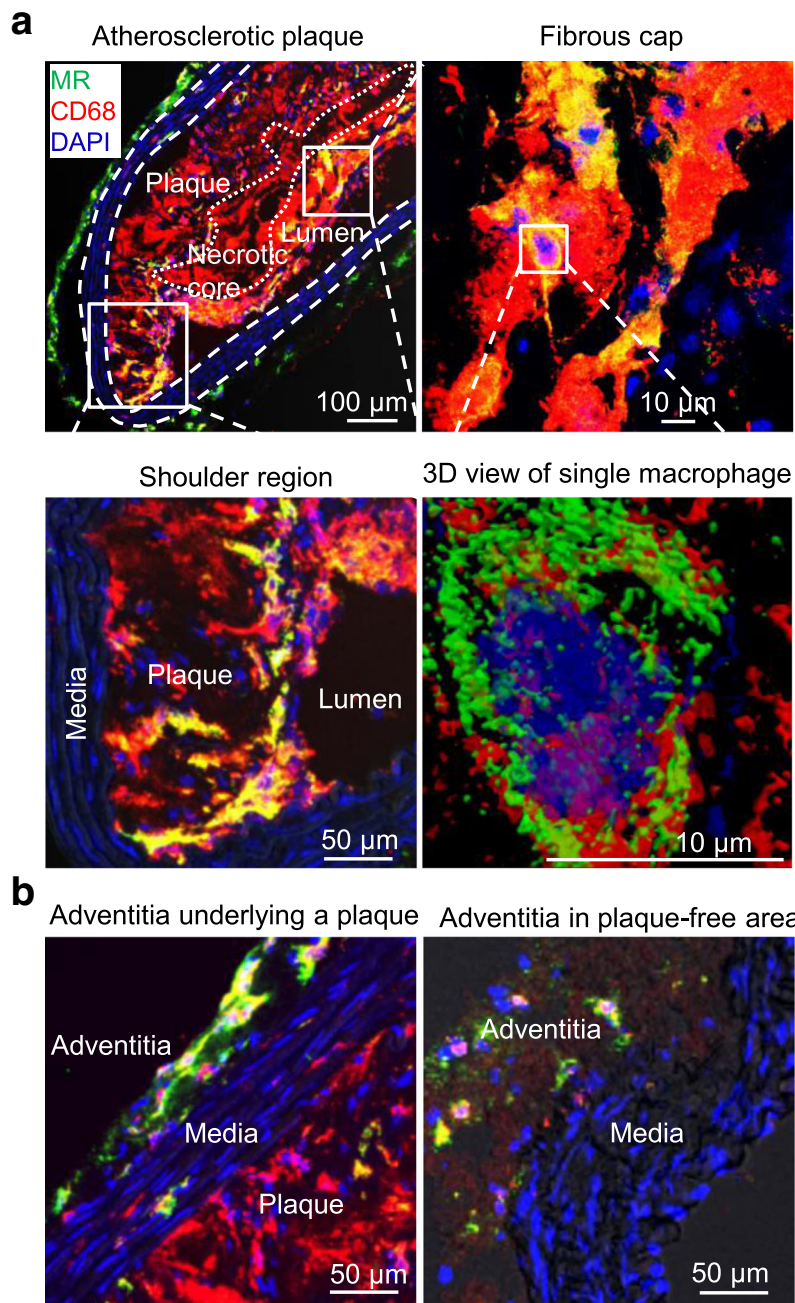 a
Atherosclerotic plaque
Fibrous cap
MR
CD68
DAPI
Plaque
Lumen
Necrotic
core
100 µm
10 µm
Shoulder region
3D view of single macrophage
Media
Plaque
Lumen
50 µm
10 µm
b
Adventitia underlying a plaque
Adventitia in plaque-free area
Adventitia
Media
Plaque
50 µm
Adventitia
Media
50 µm